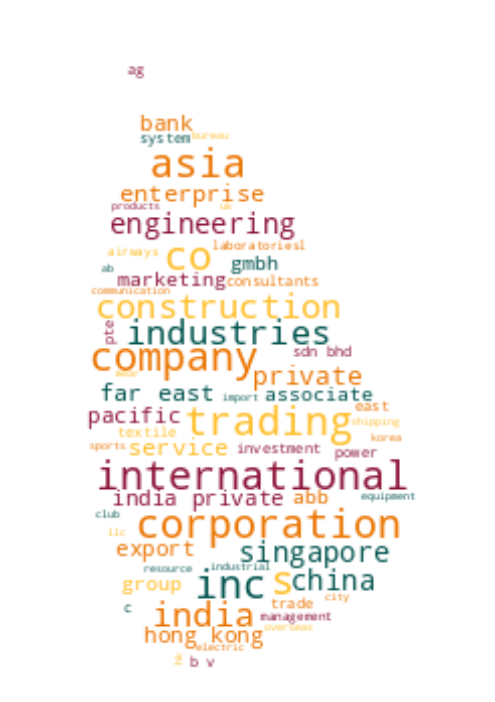 ag
bank
system bureau
asia
enterprise
products uk
engineering
laboratoriesl
airways co gmbh
ab
marketing consultants
communication
construction
pte industries
company sdn bhd
private
far east import associate
east
pacific trading shipping
textile korea
sports service investment power
international
india private abb equipment
club
corporation
llc
export singapore
resource industrial
group inc s china
city
c india trade
management
hong kong overseas
electric
b v